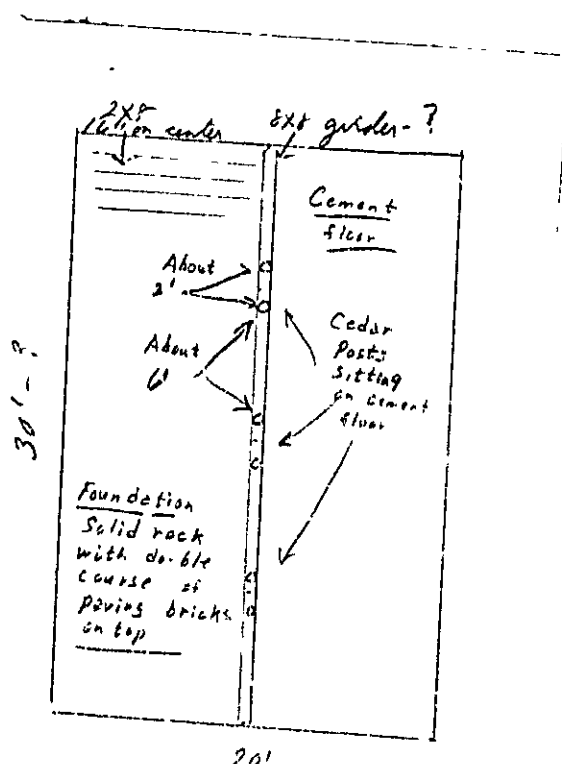 2X8
16" on center
8X8 girder - ?
Cement
floor
About
2'
About
6'
Cedar
Posts
sitting
on cement
floor
30' - ?
Foundation
Solid rock
with double
course of
paving bricks
on top
20'